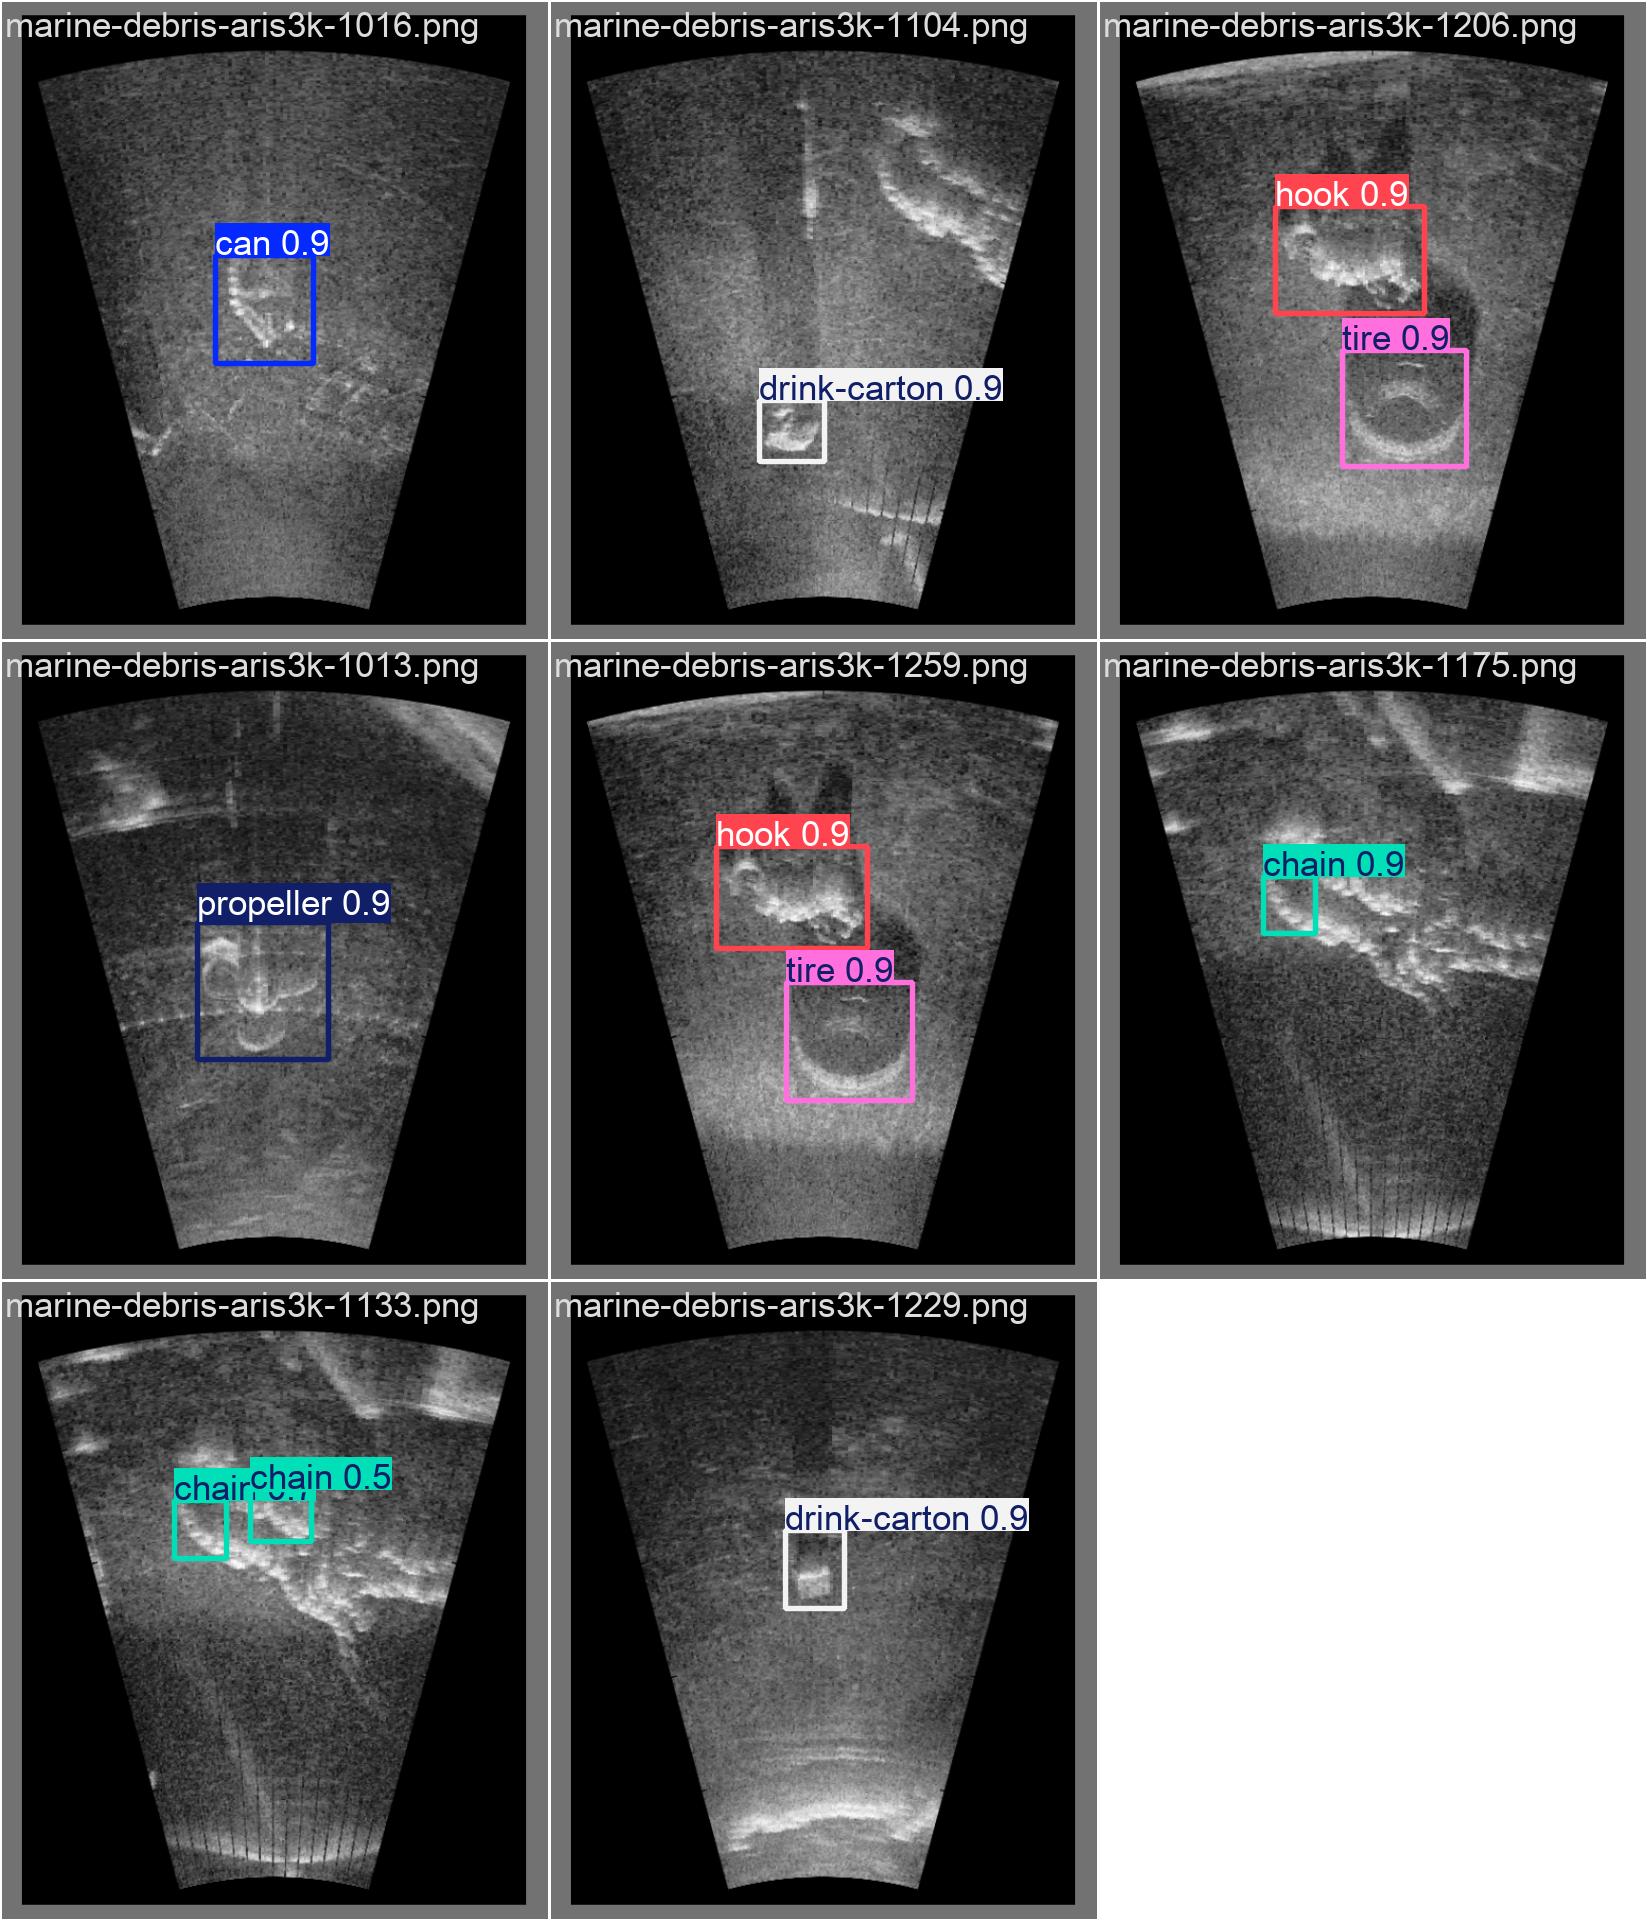 marine-debris-aris3k-1016.png
can 0.9
marine-debris-aris3k-1104.png
drink-carton 0.9
marine-debris-aris3k-1206.png
hook 0.9
tire 0.9
marine-debris-aris3k-1013.png
propeller 0.9
marine-debris-aris3k-1259.png
hook 0.9
tire 0.9
marine-debris-aris3k-1175.png
chain 0.9
marine-debris-aris3k-1133.png
chain 0.5
marine-debris-aris3k-1229.png
drink-carton 0.9